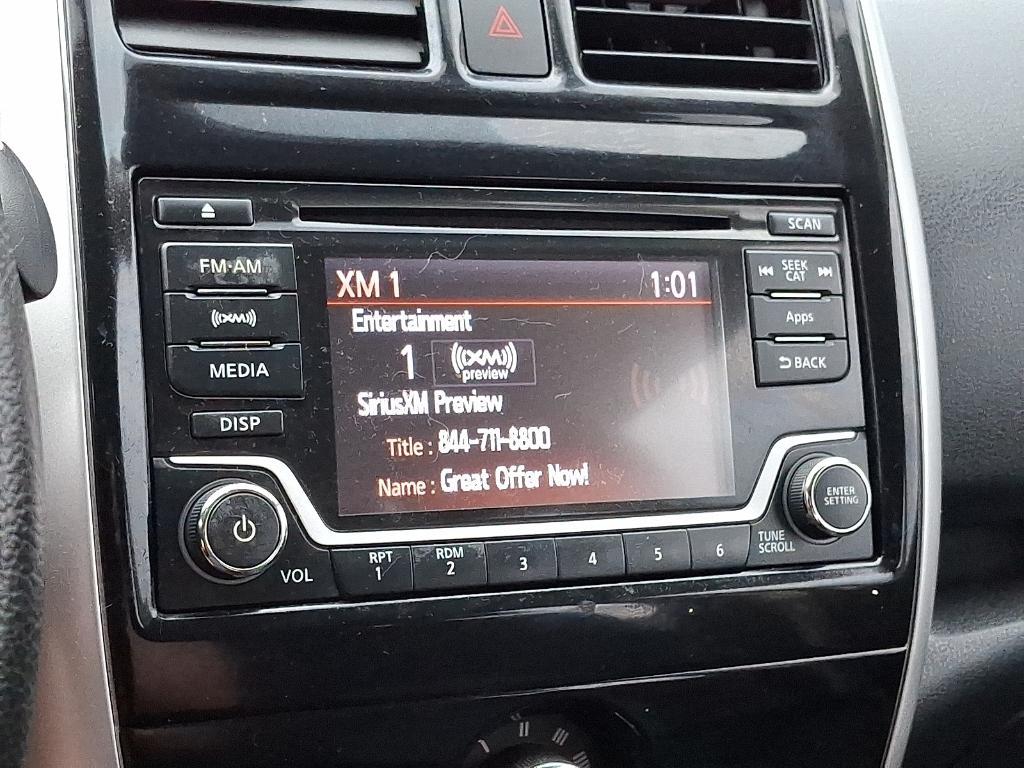 SCAN
FM·AM
SEEK
CAT
XM 1 1:01
Entertainment
((XM))
Apps
1 ((XM))
preview
MEDIA
BACK
SiriusXM Preview
DISP
Title : 844-711-8800
Name : Great Offer Now!
ENTER
SETTING
VOL
RPT
1
RDM
2
3
4
5
6
TUNE
SCROLL